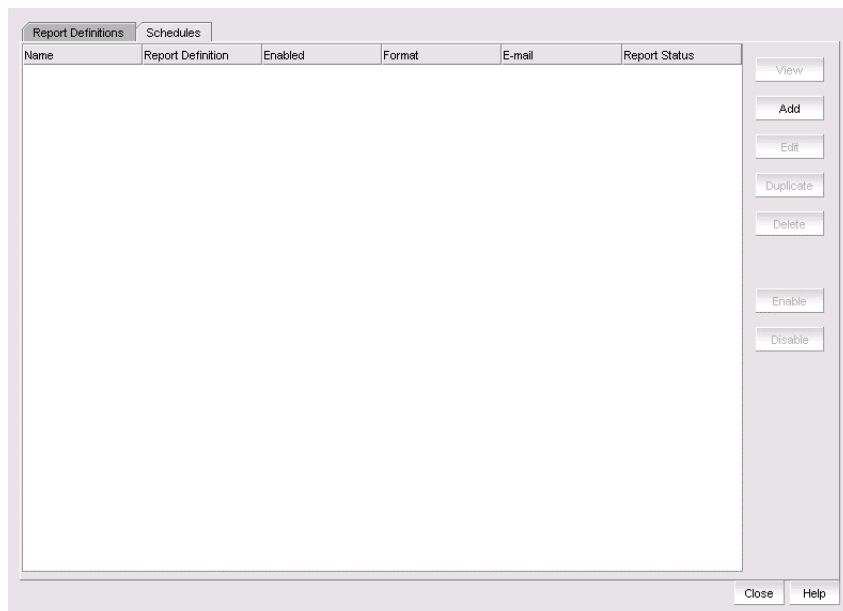 Report Definitions Schedules
Name Report Definition Enabled Format E-mail Report Status
View
Add
Edit
Duplicate
Delete
Enable
Disable
Close Help